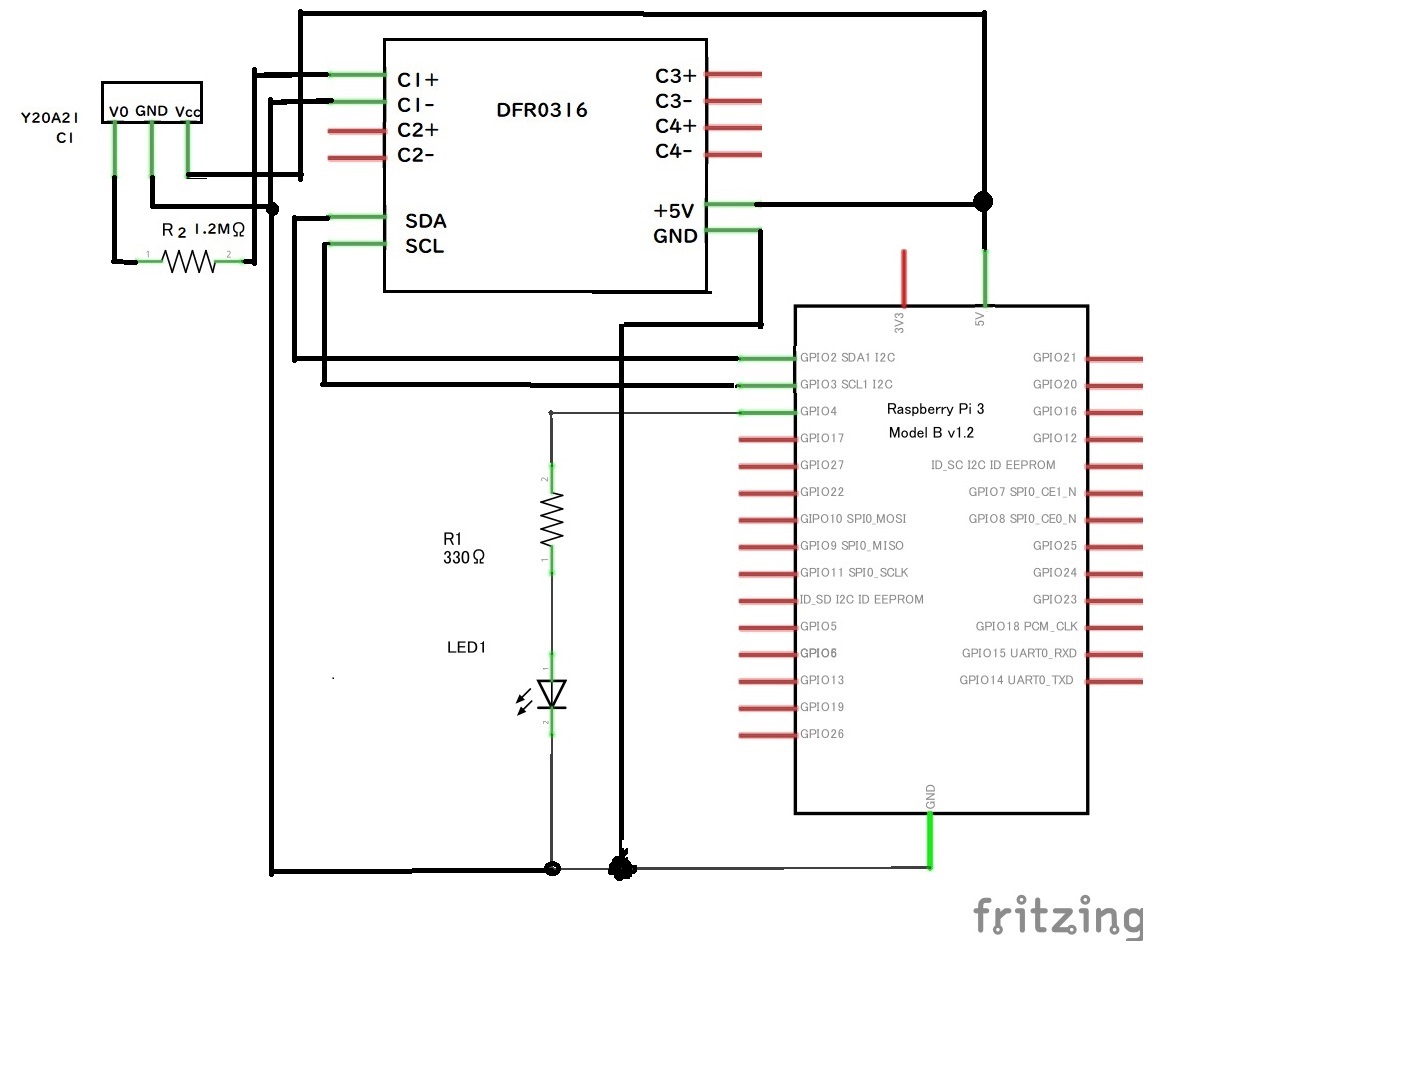 Y20A21
C1
V0 GND Vcc
R2 1.2MΩ
1
2
C1+
C1-
C2+
C2-
SDA
SCL
DFR0316
C3+
C3-
C4+
C4-
+5V
GND
3V3
5V
GPIO2 SDA1 I2C
GPIO3 SCL1 I2C
GPIO4
GPIO17
GPIO27
GPIO22
GIPO10 SPI0_MOSI
GPIO9 SPI0_MISO
GPIO11 SPI0_SCLK
ID_SD I2C ID EEPROM
GPIO5
GPIO6
GPIO13
GPIO19
GPIO26
Raspberry Pi 3
Model B v1.2
GPIO21
GPIO20
GPIO16
GPIO12
ID_SC I2C ID EEPROM
GPIO7 SPI0_CE1_N
GPIO8 SPI0_CE0_N
GPIO25
GPIO24
GPIO23
GPIO18 PCM_CLK
GPIO15 UART0_RXD
GPIO14 UART0_TXD
GND
2
R1
330Ω
1
LED1
1
2
fritzing